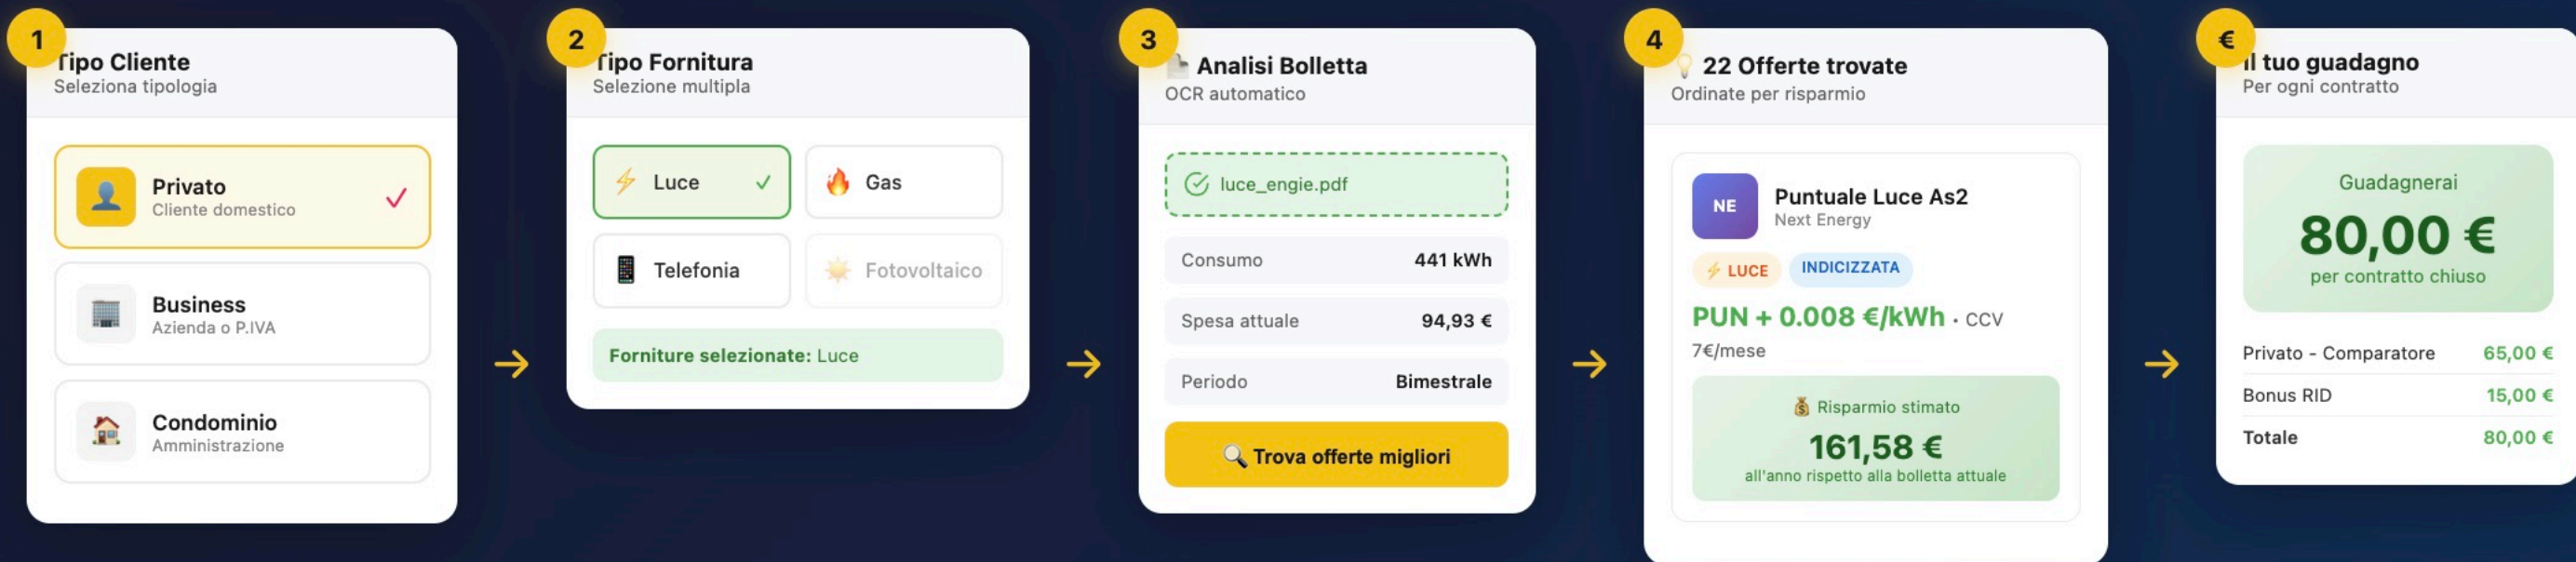 1
Tipo Cliente
Seleziona tipologia
Privato
Cliente domestico
Business
Azienda o P.IVA
Condominio
Amministrazione
2
Tipo Fornitura
Selezione multipla
Luce
Gas
Telefonia
Fotovoltaico
Forniture selezionate: Luce
3
Analisi Bolletta
OCR automatico
luce_engie.pdf
Consumo 441 kWh
Spesa attuale 94,93 €
Periodo Bimestrale
Trova offerte migliori
4
22 Offerte trovate
Ordinate per risparmio
NE
Puntuale Luce As2
Next Energy
LUCE INDICIZZATA
PUN + 0.008 €/kWh · CCV
7€/mese
Risparmio stimato
161,58 €
all'anno rispetto alla bolletta attuale
€
Il tuo guadagno
Per ogni contratto
Guadagnerai
80,00 €
per contratto chiuso
Privato - Comparatore 65,00 €
Bonus RID 15,00 €
Totale 80,00 €